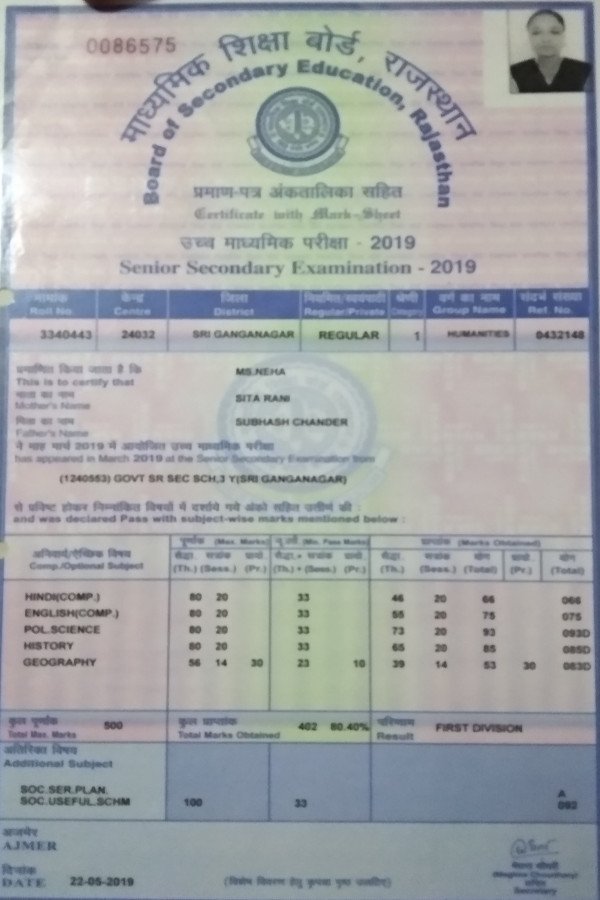 0086575
माध्यमिक शिक्षा बोर्ड, राजस्थान
Board of Secondary Education, Rajasthan
प्रमाण-पत्र अंकतालिका सहित
Certificate with Mark-Sheet
उच्च माध्यमिक परीक्षा - 2019
Senior Secondary Examination - 2019
नामांक केन्द्र जिला नियमित/स्वयंपाठी श्रेणी वर्ग का नाम संदर्भ संख्या
Roll No. Centre District Regular/Private Category Group Name Ref. No.
3340443 24032 SRI GANGANAGAR REGULAR 1 HUMANITIES 0432148
प्रमाणित किया जाता है कि MS.NEHA
This is to certify that
माता का नाम SITA RANI
Mother's Name
पिता का नाम SUBHASH CHANDER
Father's Name
ने माह मार्च 2019 में आयोजित उच्च माध्यमिक परीक्षा
has appeared in March 2019 at the Senior Secondary Examination from
(1240553) GOVT SR SEC SCH,3 Y(SRI GANGANAGAR)
से प्रविष्ट होकर निम्नांकित विषयों में दर्शाये गये अंको सहित उत्तीर्ण की :
and was declared Pass with subject-wise marks mentioned below :
पूर्णांक (Max. Marks) न्यू.उर्त्ती. (Min. Pass Marks) प्राप्तांक (Marks Obtained)
अनिवार्य/ऐच्छिक विषय सैद्धा. सत्रांक प्रायो. सैद्धा.+ सत्रांक प्रायो. सैद्धा. सत्रांक योग प्रायो. योग
Comp./Optional Subject (Th.) (Sess.) (Pr.) (Th.) + (Sess.) (Pr.) (Th.) (Sess.) (Total) (Pr.) (Total)
HINDI(COMP.) 80 20 33 46 20 66 066
ENGLISH(COMP.) 80 20 33 55 20 75 075
POL.SCIENCE 80 20 33 73 20 93 093D
HISTORY 80 20 33 65 20 85 085D
GEOGRAPHY 56 14 30 23 10 39 14 53 30 083D
कुल पूर्णांक 500 कुल प्राप्तांक 402 80.40% परिणाम FIRST DIVISION
Total Max. Marks Total Marks Obtained Result
अतिरिक्त विषय
Additional Subject
SOC.SER.PLAN. A
SOC.USEFUL.SCHM 100 33 092
अजमेर
AJMER
दिनांक
DATE 22-05-2019 (विशेष विवरण हेतु कृपया पृष्ठ उलटिए)
(Meghna Choudhary)
सचिव
Secretary